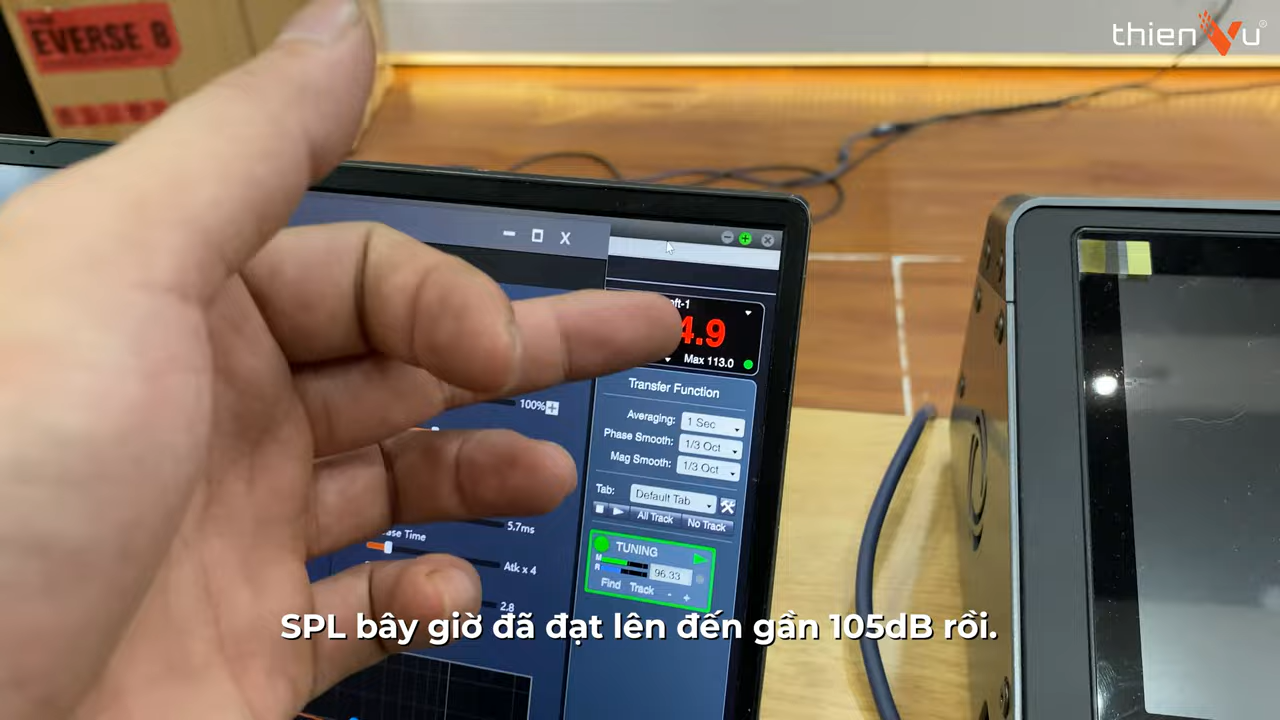 EVERSE 8
thienVu®
- □ X
4.9
Max 113.0
Transfer Function
Averaging: 1 Sec
Phase Smooth: 1/3 Oct
Mag Smooth: 1/3 Oct
Tab: Default Tab
All Track No Track
TUNING
M
R
96.33
Find Track - +
100%
5.7ms
Atk x 4
2.8
SPL bây giờ đã đạt lên đến gần 105dB rồi.